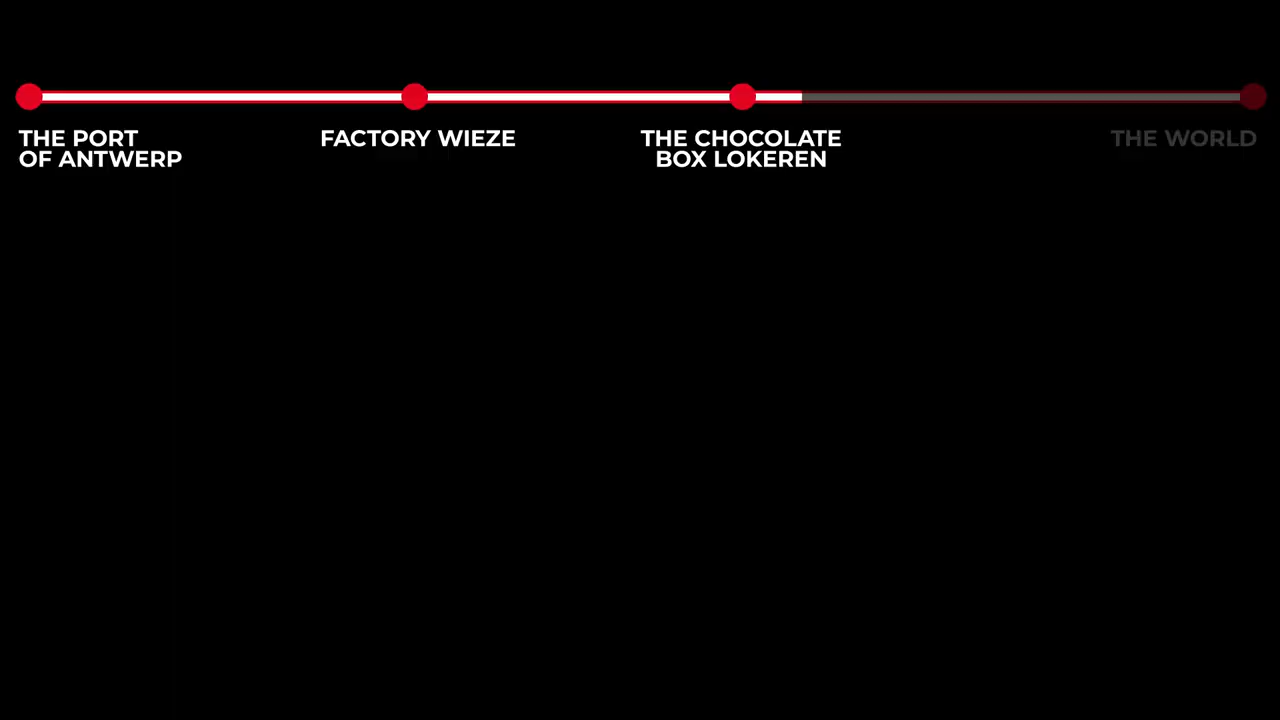 THE PORT
OF ANTWERP
FACTORY WIEZE
THE CHOCOLATE
BOX LOKEREN
THE WORLD